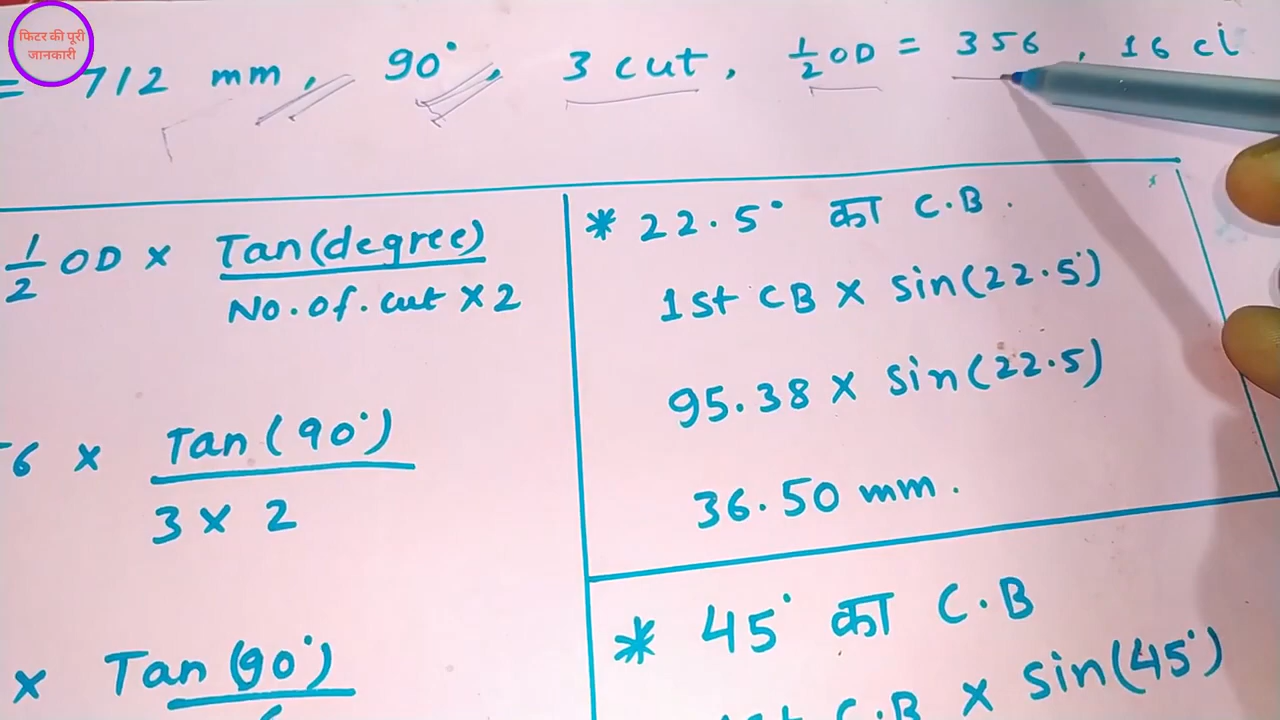 फिटर की पूरी
जानकारी
= 712 mm, 90°, 3 cut, 1/2 OD = 356, 16 cl
1/2 OD × Tan(degree) / No. of. cut × 2
6 × Tan(90°) / 3 × 2
× Tan(90°)
* 22.5° का C.B.
1st CB × sin(22.5°)
95.38 × sin(22.5)
36.50 mm.
* 45° का C.B
C.B × sin(45°)